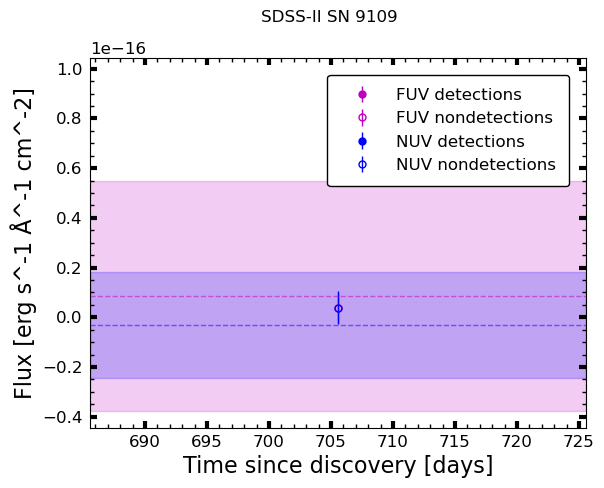 SDSS-II SN 9109
1e−16
1.0
0.8
0.6
0.4
0.2
0.0
−0.2
−0.4
Flux [erg s^-1 Å^-1 cm^-2]
FUV detections
FUV nondetections
NUV detections
NUV nondetections
690 695 700 705 710 715 720 725
Time since discovery [days]